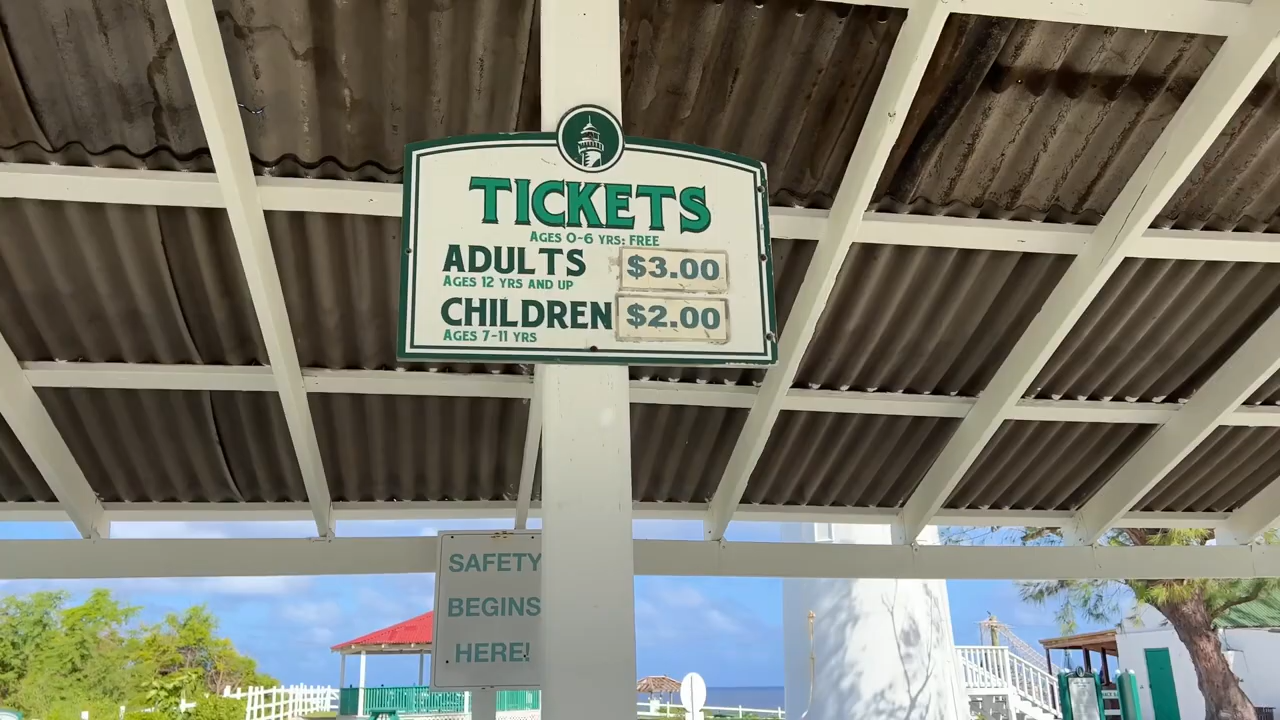 TICKETS
AGES 0-6 YRS: FREE
ADULTS $3.00
AGES 12 YRS AND UP
CHILDREN $2.00
AGES 7-11 YRS
SAFETY
BEGINS
HERE!